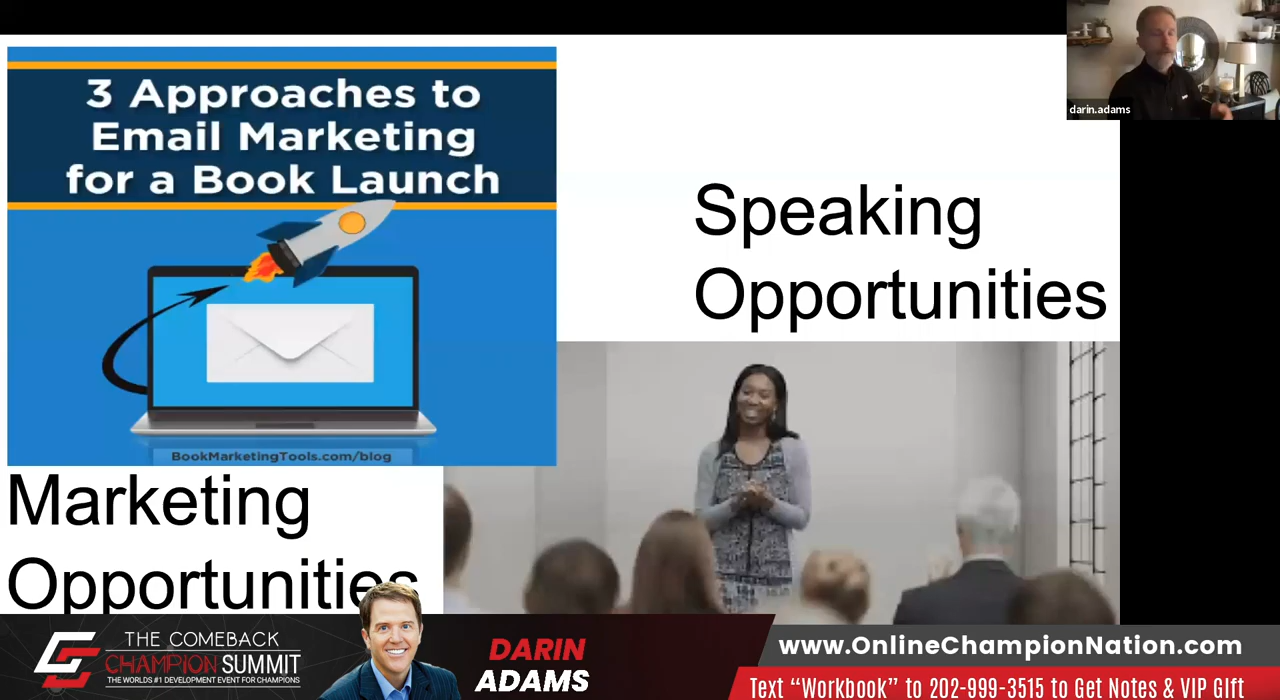 3 Approaches to
Email Marketing
for a Book Launch
BookMarketingTools.com/blog
Marketing
Opportunities
Speaking
Opportunities
darin.adams
THE COMEBACK
CHAMPION SUMMIT
THE WORLDS #1 DEVELOPMENT EVENT FOR CHAMPIONS
DARIN
ADAMS
www.OnlineChampionNation.com
Text “Workbook” to 202-999-3515 to Get Notes & VIP GIft